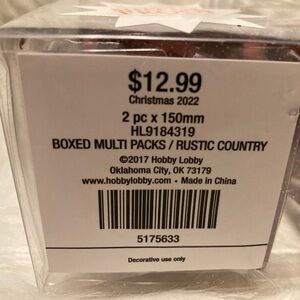 $12.99
Christmas 2022
2 pc x 150mm
HL9184319
BOXED MULTI PACKS / RUSTIC COUNTRY
©2017 Hobby Lobby
Oklahoma City, OK 73179
www.hobbylobby.com • Made in China
5175633
Decorative use only